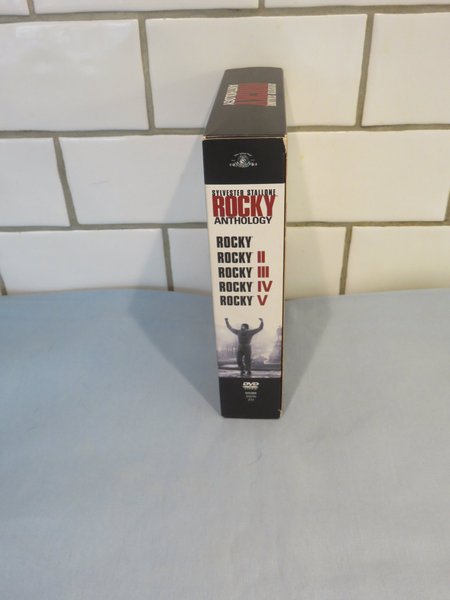 SYLVESTER STALLONE
ROCKY
ANTHOLOGY
ROCKY
ROCKY II
ROCKY III
ROCKY IV
ROCKY V
DVD